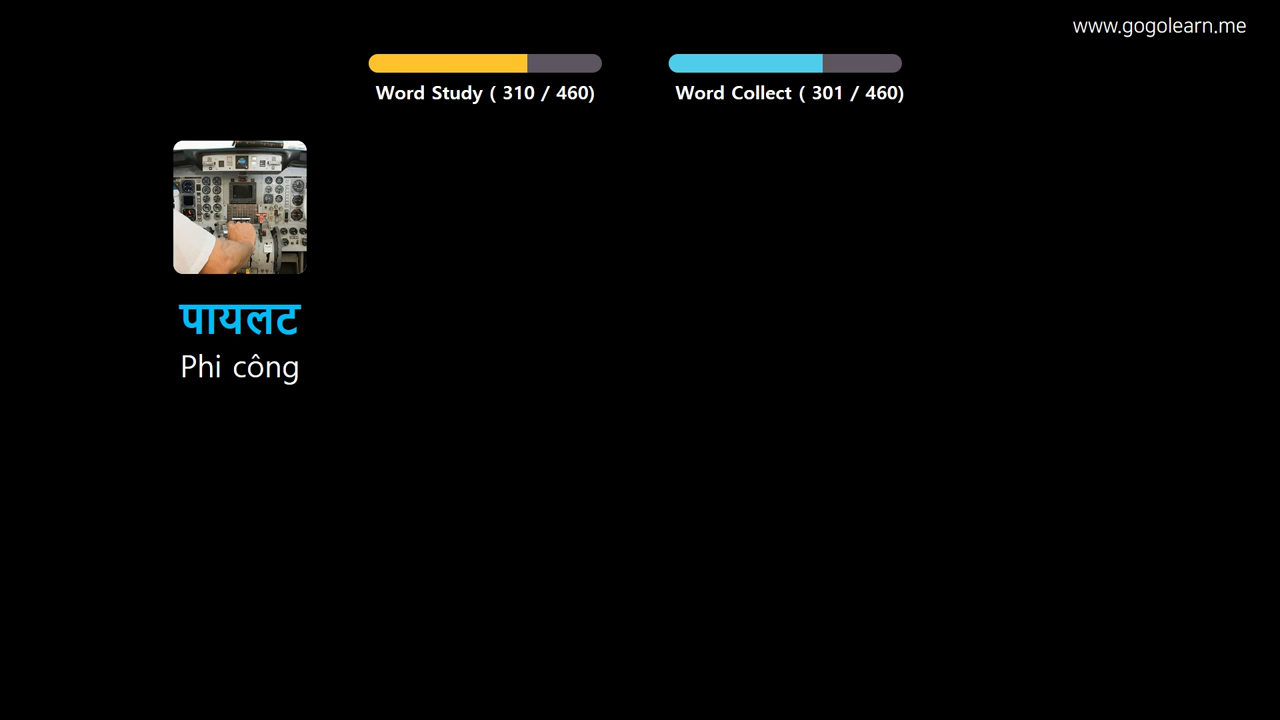 www.gogolearn.me
Word Study ( 310 / 460)
Word Collect ( 301 / 460)
पायलट
Phi công